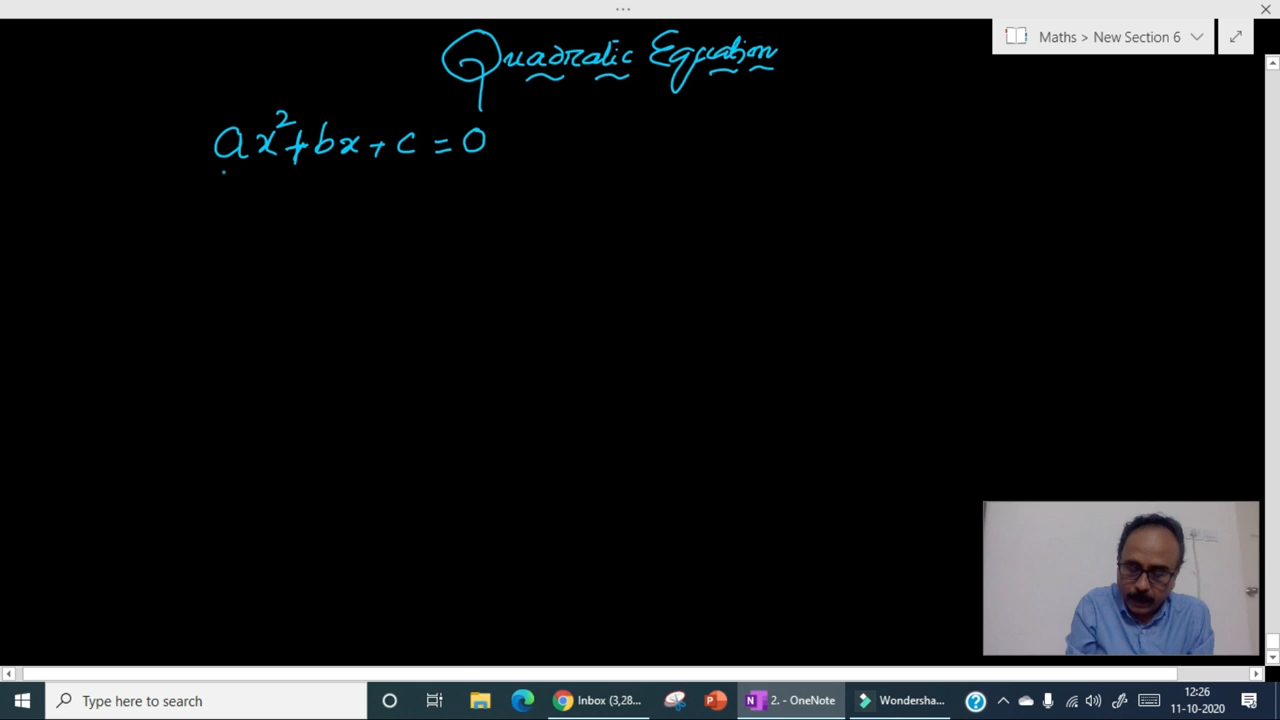 ...
Maths > New Section 6
Quadratic Equation
ax²+bx+c=0
Type here to search
Inbox (3,28...
2. - OneNote
Wondersha...
12:26
11-10-2020